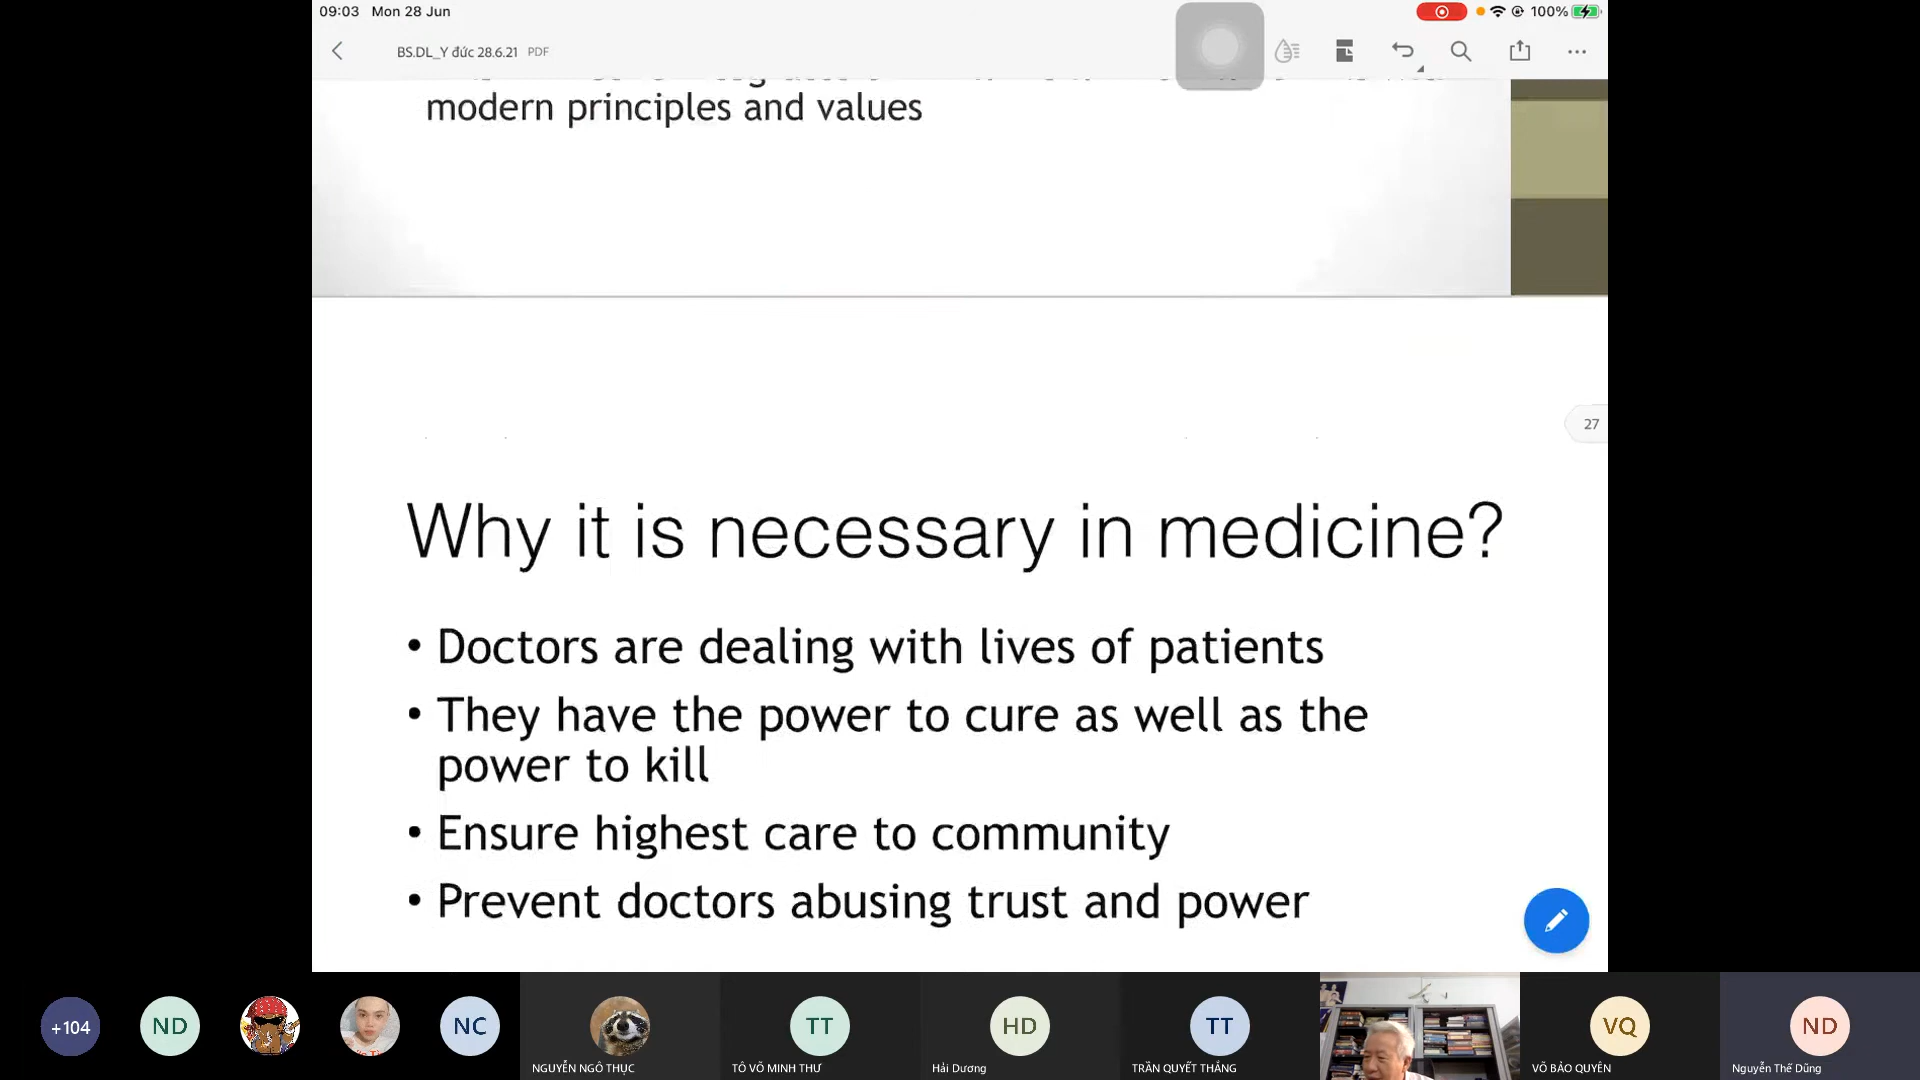 09:03 Mon 28 Jun
100%
BS.DL_Y đức 28.6.21 PDF
modern principles and values
27
Why it is necessary in medicine?
• Doctors are dealing with lives of patients
• They have the power to cure as well as the
power to kill
• Ensure highest care to community
• Prevent doctors abusing trust and power
+104
ND
NC
TT
HD
TT
VQ
ND
NGUYỄN NGÔ THỤC
TÔ VÕ MINH THƯ
Hải Dương
TRẦN QUYẾT THẮNG
VÕ BẢO QUYÊN
Nguyễn Thế Dũng